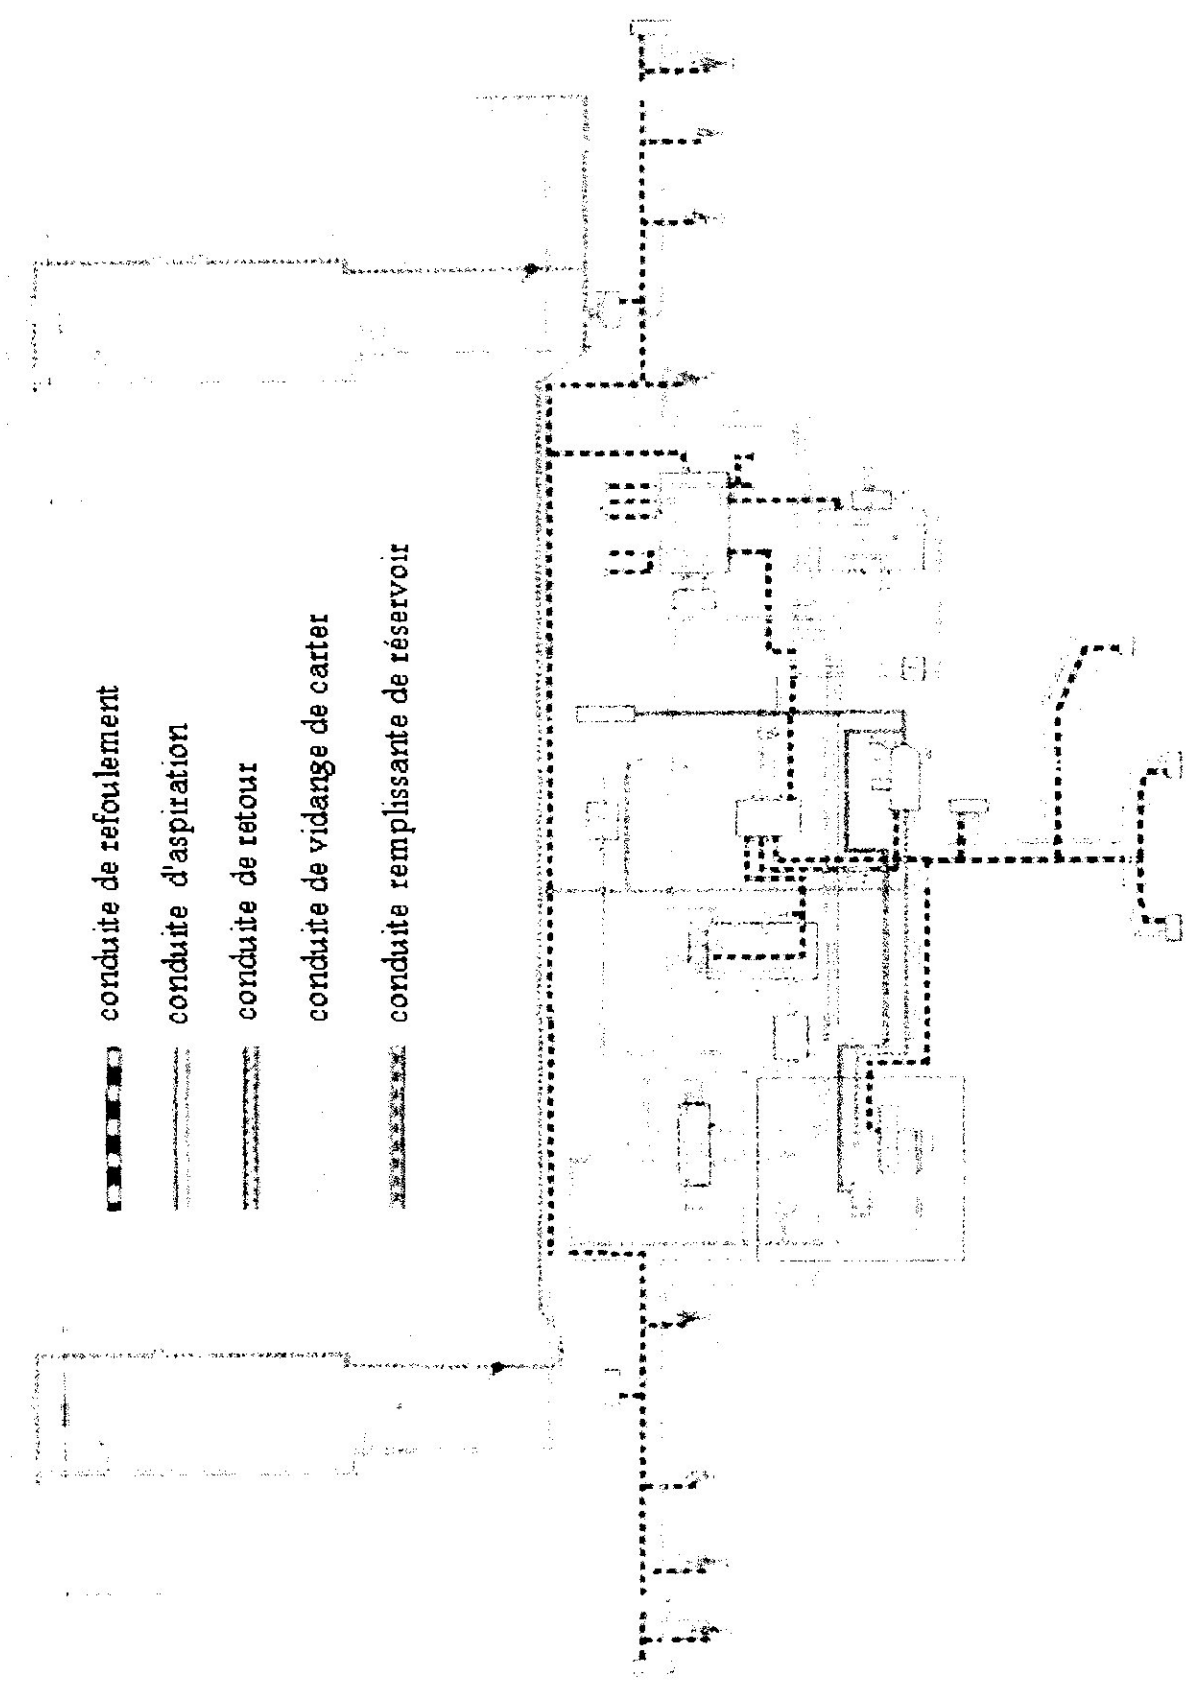 conduite de refoulement
conduite d'aspiration
conduite de retour
conduite de vidange de carter
conduite remplissante de réservoir